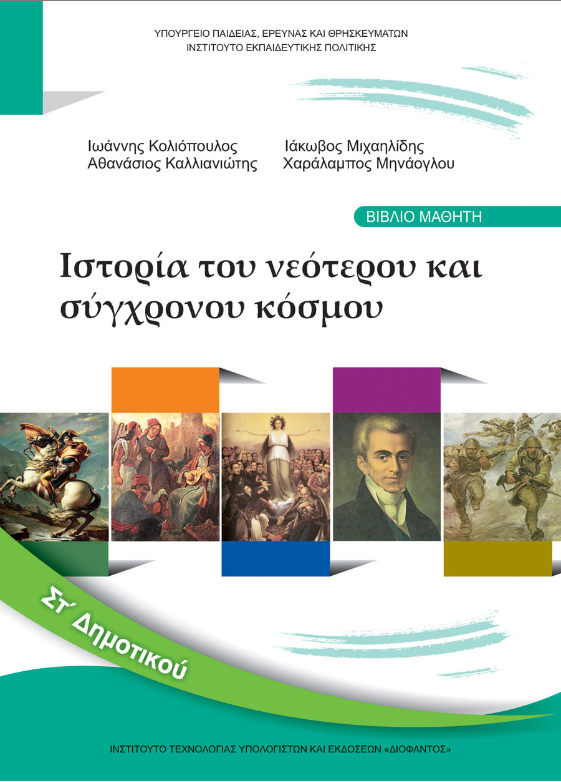 ΥΠΟΥΡΓΕΙΟ ΠΑΙΔΕΙΑΣ, ΕΡΕΥΝΑΣ ΚΑΙ ΘΡΗΣΚΕΥΜΑΤΩΝ
ΙΝΣΤΙΤΟΥΤΟ ΕΚΠΑΙΔΕΥΤΙΚΗΣ ΠΟΛΙΤΙΚΗΣ
Ιωάννης Κολιόπουλος Ιάκωβος Μιχαηλίδης
Αθανάσιος Καλλιανιώτης Χαράλαμπος Μηνάογλου
ΒΙΒΛΙΟ ΜΑΘΗΤΗ
Ιστορία του νεότερου και
σύγχρονου κόσμου
Στ΄ Δημοτικού
ΙΝΣΤΙΤΟΥΤΟ ΤΕΧΝΟΛΟΓΙΑΣ ΥΠΟΛΟΓΙΣΤΩΝ ΚΑΙ ΕΚΔΟΣΕΩΝ «ΔΙΟΦΑΝΤΟΣ»